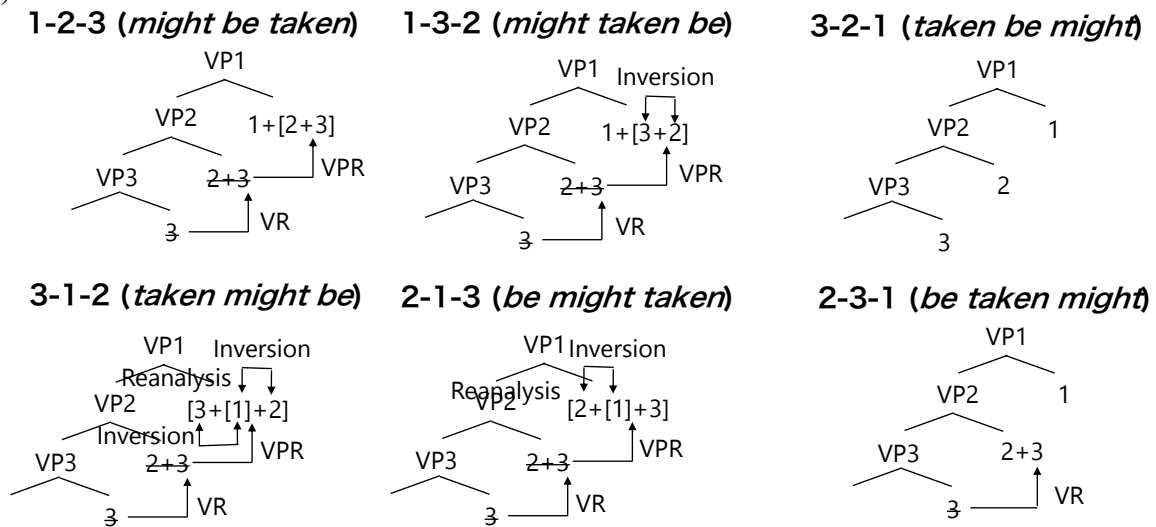 )
1-2-3 (might be taken)
VP1
VP2
1+[2+3]
VP3
2+3
VPR
3
VR
1-3-2 (might taken be)
VP1
Inversion
VP2
1+[3+2]
VP3
2+3
VPR
3
VR
3-2-1 (taken be might)
VP1
VP2
1
VP3
2
3
3-1-2 (taken might be)
VP1
Inversion
Reanalysis
VP2
[3+[1]+2]
Inversion
VP3
2+3
VPR
3
VR
2-1-3 (be might taken)
VP1
Inversion
Reanalysis
VP2
[2+[1]+3]
VP3
2+3
VPR
3
VR
2-3-1 (be taken might)
VP1
VP2
1
VP3
2+3
3
VR